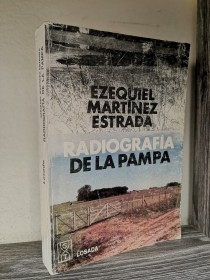 EZEQUIEL
MARTÍNEZ
ESTRADA
RADIOGRAFÍA
DE LA PAMPA
LOSADA